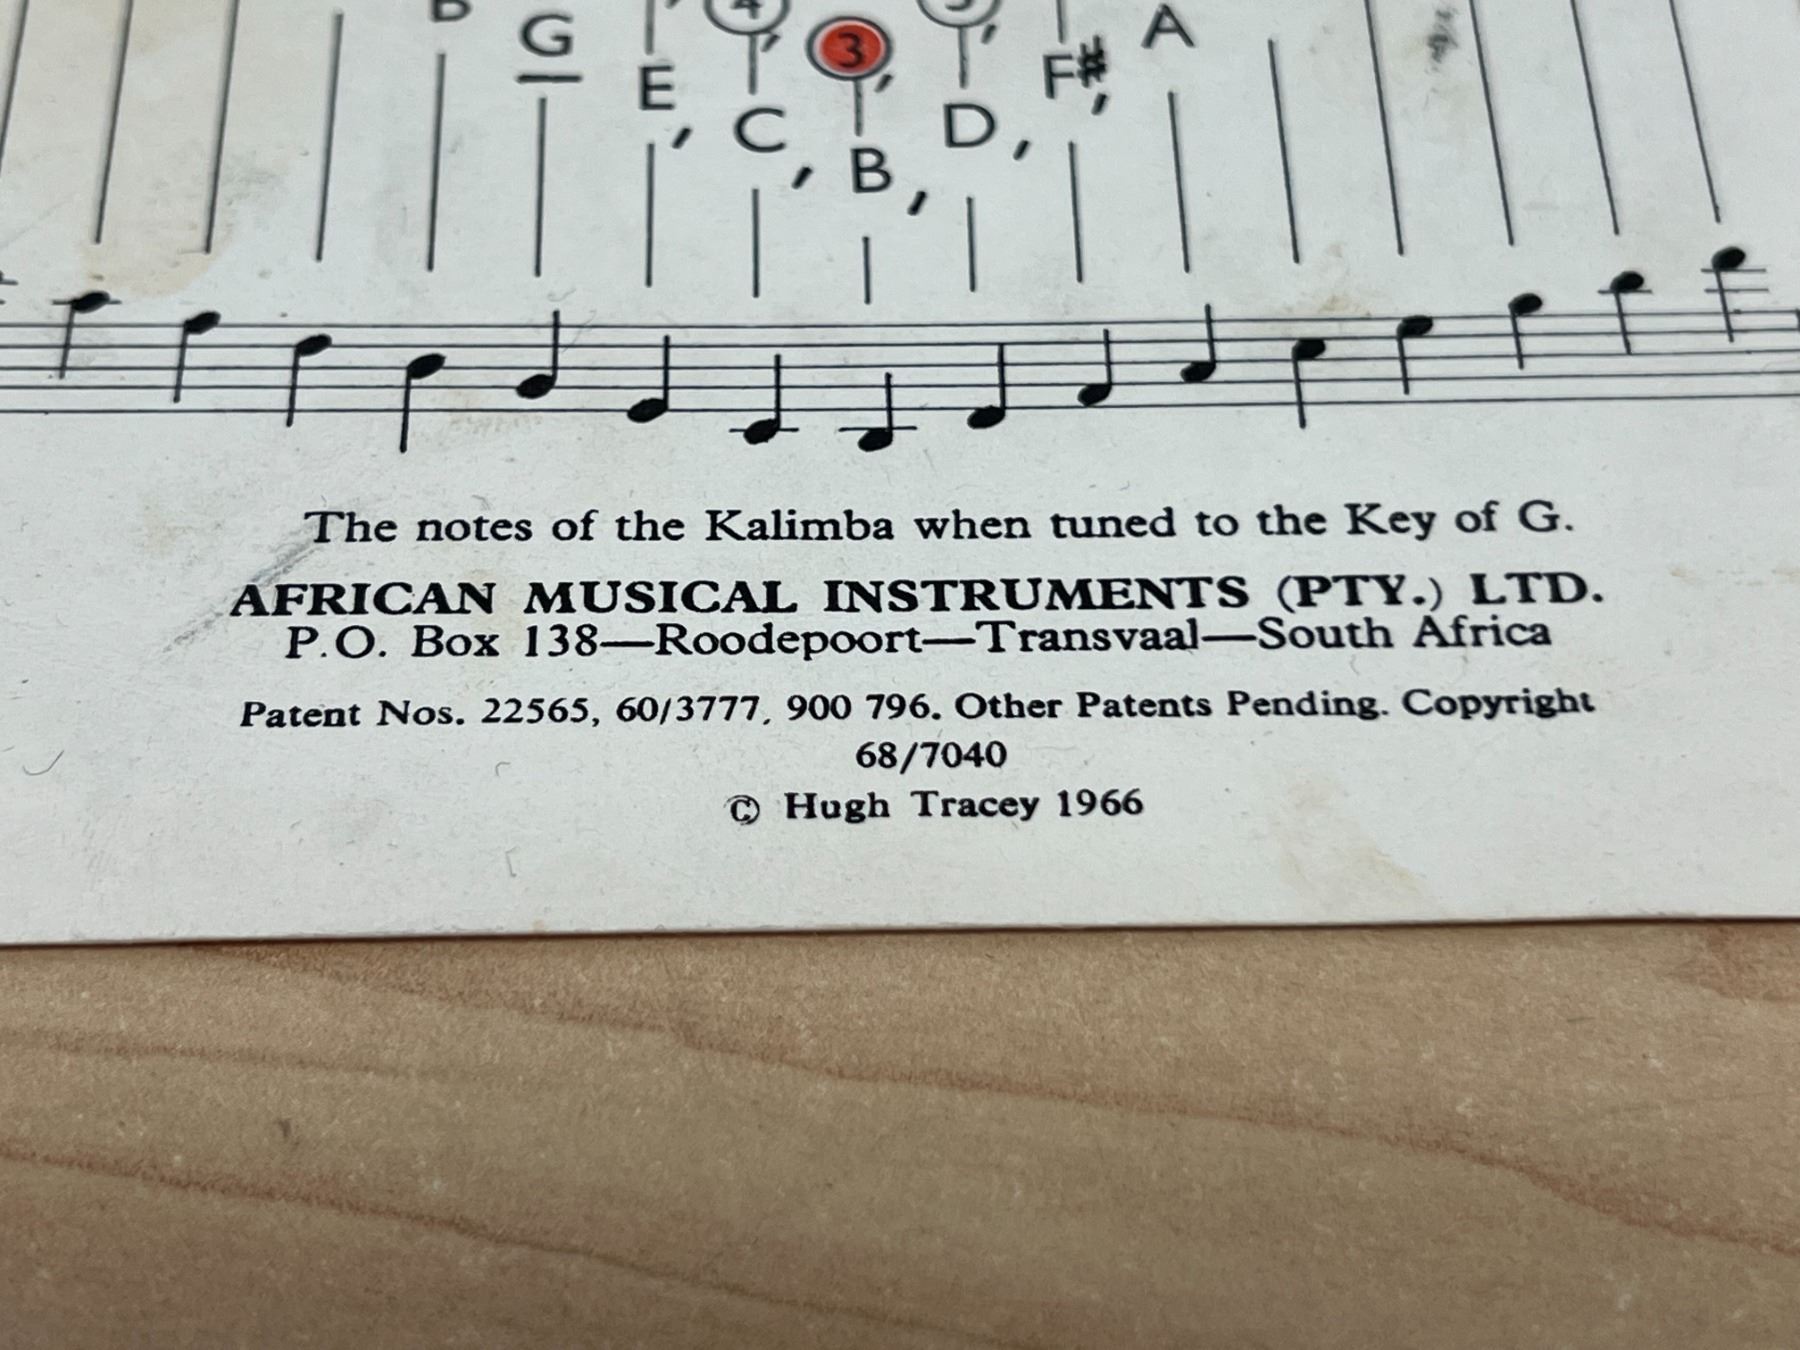 B G 4 3 A
E, C, B, D, F#,
The notes of the Kalimba when tuned to the Key of G.
AFRICAN MUSICAL INSTRUMENTS (PTY.) LTD.
P.O. Box 138—Roodepoort—Transvaal—South Africa
Patent Nos. 22565, 60/3777, 900 796. Other Patents Pending. Copyright
68/7040
© Hugh Tracey 1966